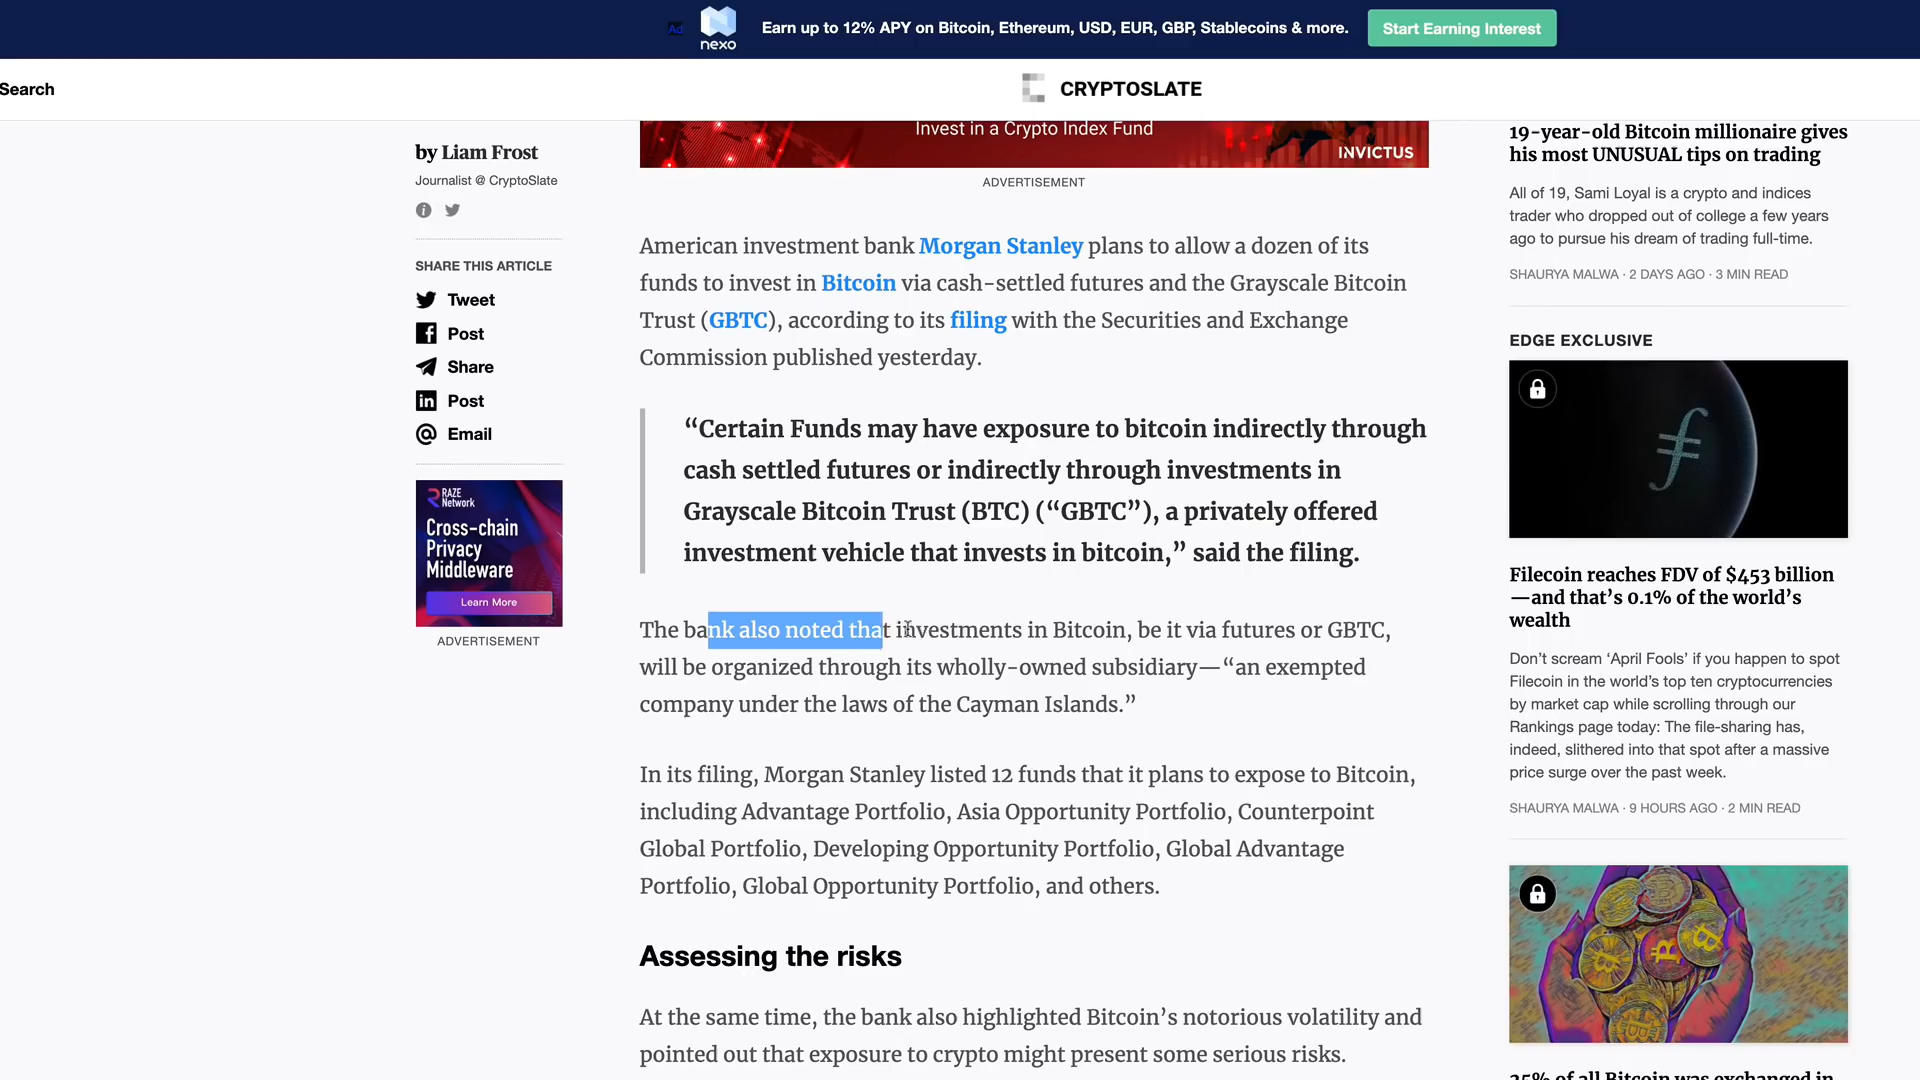 Ad
nexo
Earn up to 12% APY on Bitcoin, Ethereum, USD, EUR, GBP, Stablecoins & more.
Start Earning Interest
Search
CRYPTOSLATE
by Liam Frost
Journalist @ CryptoSlate
SHARE THIS ARTICLE
Tweet
Post
Share
Post
Email
RAZE
Network
Cross-chain
Privacy
Middleware
Learn More
ADVERTISEMENT
Invest in a Crypto Index Fund
INVICTUS
ADVERTISEMENT
American investment bank Morgan Stanley plans to allow a dozen of its
funds to invest in Bitcoin via cash-settled futures and the Grayscale Bitcoin
Trust (GBTC), according to its filing with the Securities and Exchange
Commission published yesterday.
“Certain Funds may have exposure to bitcoin indirectly through
cash settled futures or indirectly through investments in
Grayscale Bitcoin Trust (BTC) (“GBTC”), a privately offered
investment vehicle that invests in bitcoin,” said the filing.
The bank also noted that investments in Bitcoin, be it via futures or GBTC,
will be organized through its wholly-owned subsidiary—“an exempted
company under the laws of the Cayman Islands.”
In its filing, Morgan Stanley listed 12 funds that it plans to expose to Bitcoin,
including Advantage Portfolio, Asia Opportunity Portfolio, Counterpoint
Global Portfolio, Developing Opportunity Portfolio, Global Advantage
Portfolio, Global Opportunity Portfolio, and others.
Assessing the risks
At the same time, the bank also highlighted Bitcoin’s notorious volatility and
pointed out that exposure to crypto might present some serious risks.
19-year-old Bitcoin millionaire gives
his most UNUSUAL tips on trading
All of 19, Sami Loyal is a crypto and indices
trader who dropped out of college a few years
ago to pursue his dream of trading full-time.
SHAURYA MALWA · 2 DAYS AGO · 3 MIN READ
EDGE EXCLUSIVE
Filecoin reaches FDV of $453 billion
—and that’s 0.1% of the world’s
wealth
Don’t scream ‘April Fools’ if you happen to spot
Filecoin in the world’s top ten cryptocurrencies
by market cap while scrolling through our
Rankings page today: The file-sharing has,
indeed, slithered into that spot after a massive
price surge over the past week.
SHAURYA MALWA · 9 HOURS AGO · 2 MIN READ
25% of all Bitcoin was exchanged in